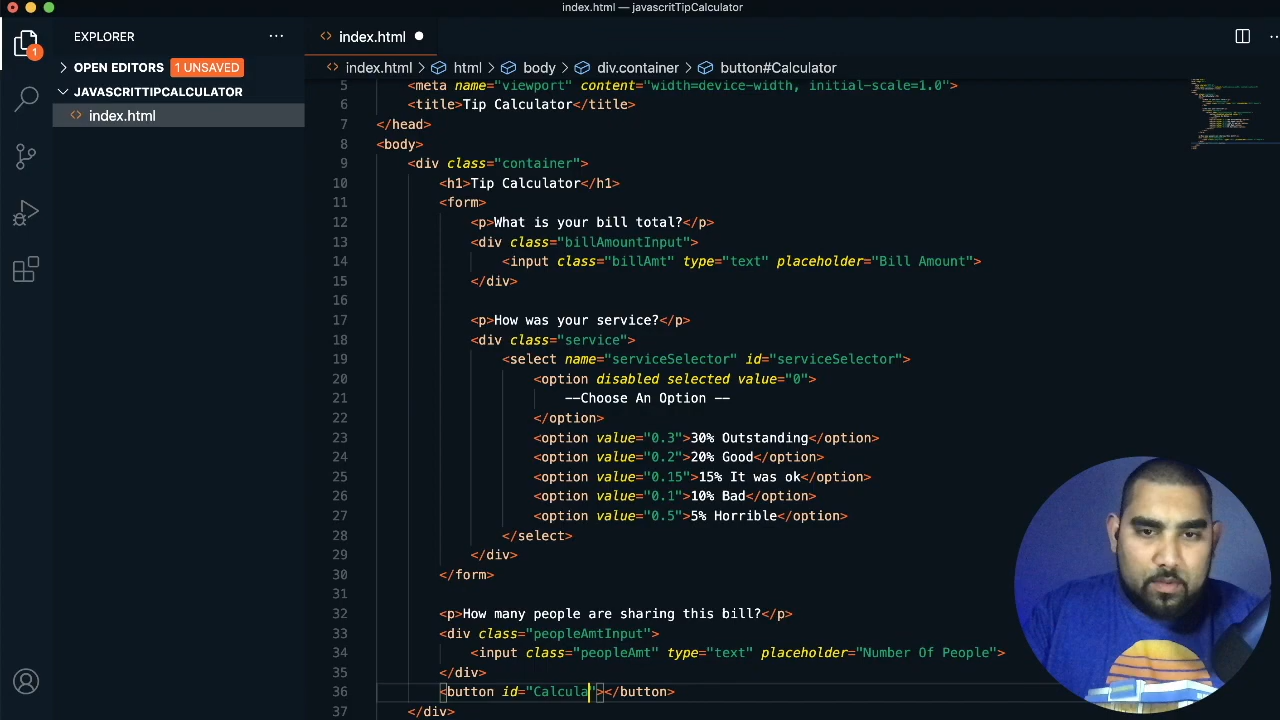 index.html — javascritTipCalculator
EXPLORER
index.html
1
OPEN EDITORS 1 UNSAVED
index.html > html > body > div.container > button#Calculator
JAVASCRITTIPCALCULATOR
index.html
5 <meta name="viewport" content="width=device-width, initial-scale=1.0">
6 <title>Tip Calculator</title>
7 </head>
8 <body>
9 <div class="container">
10 <h1>Tip Calculator</h1>
11 <form>
12 <p>What is your bill total?</p>
13 <div class="billAmountInput">
14 <input class="billAmt" type="text" placeholder="Bill Amount">
15 </div>
16
17 <p>How was your service?</p>
18 <div class="service">
19 <select name="serviceSelector" id="serviceSelector">
20 <option disabled selected value="0">
21 --Choose An Option --
22 </option>
23 <option value="0.3">30% Outstanding</option>
24 <option value="0.2">20% Good</option>
25 <option value="0.15">15% It was ok</option>
26 <option value="0.1">10% Bad</option>
27 <option value="0.5">5% Horrible</option>
28 </select>
29 </div>
30 </form>
31
32 <p>How many people are sharing this bill?</p>
33 <div class="peopleAmtInput">
34 <input class="peopleAmt" type="text" placeholder="Number Of People">
35 </div>
36 <button id="Calcula"></button>
37 </div>